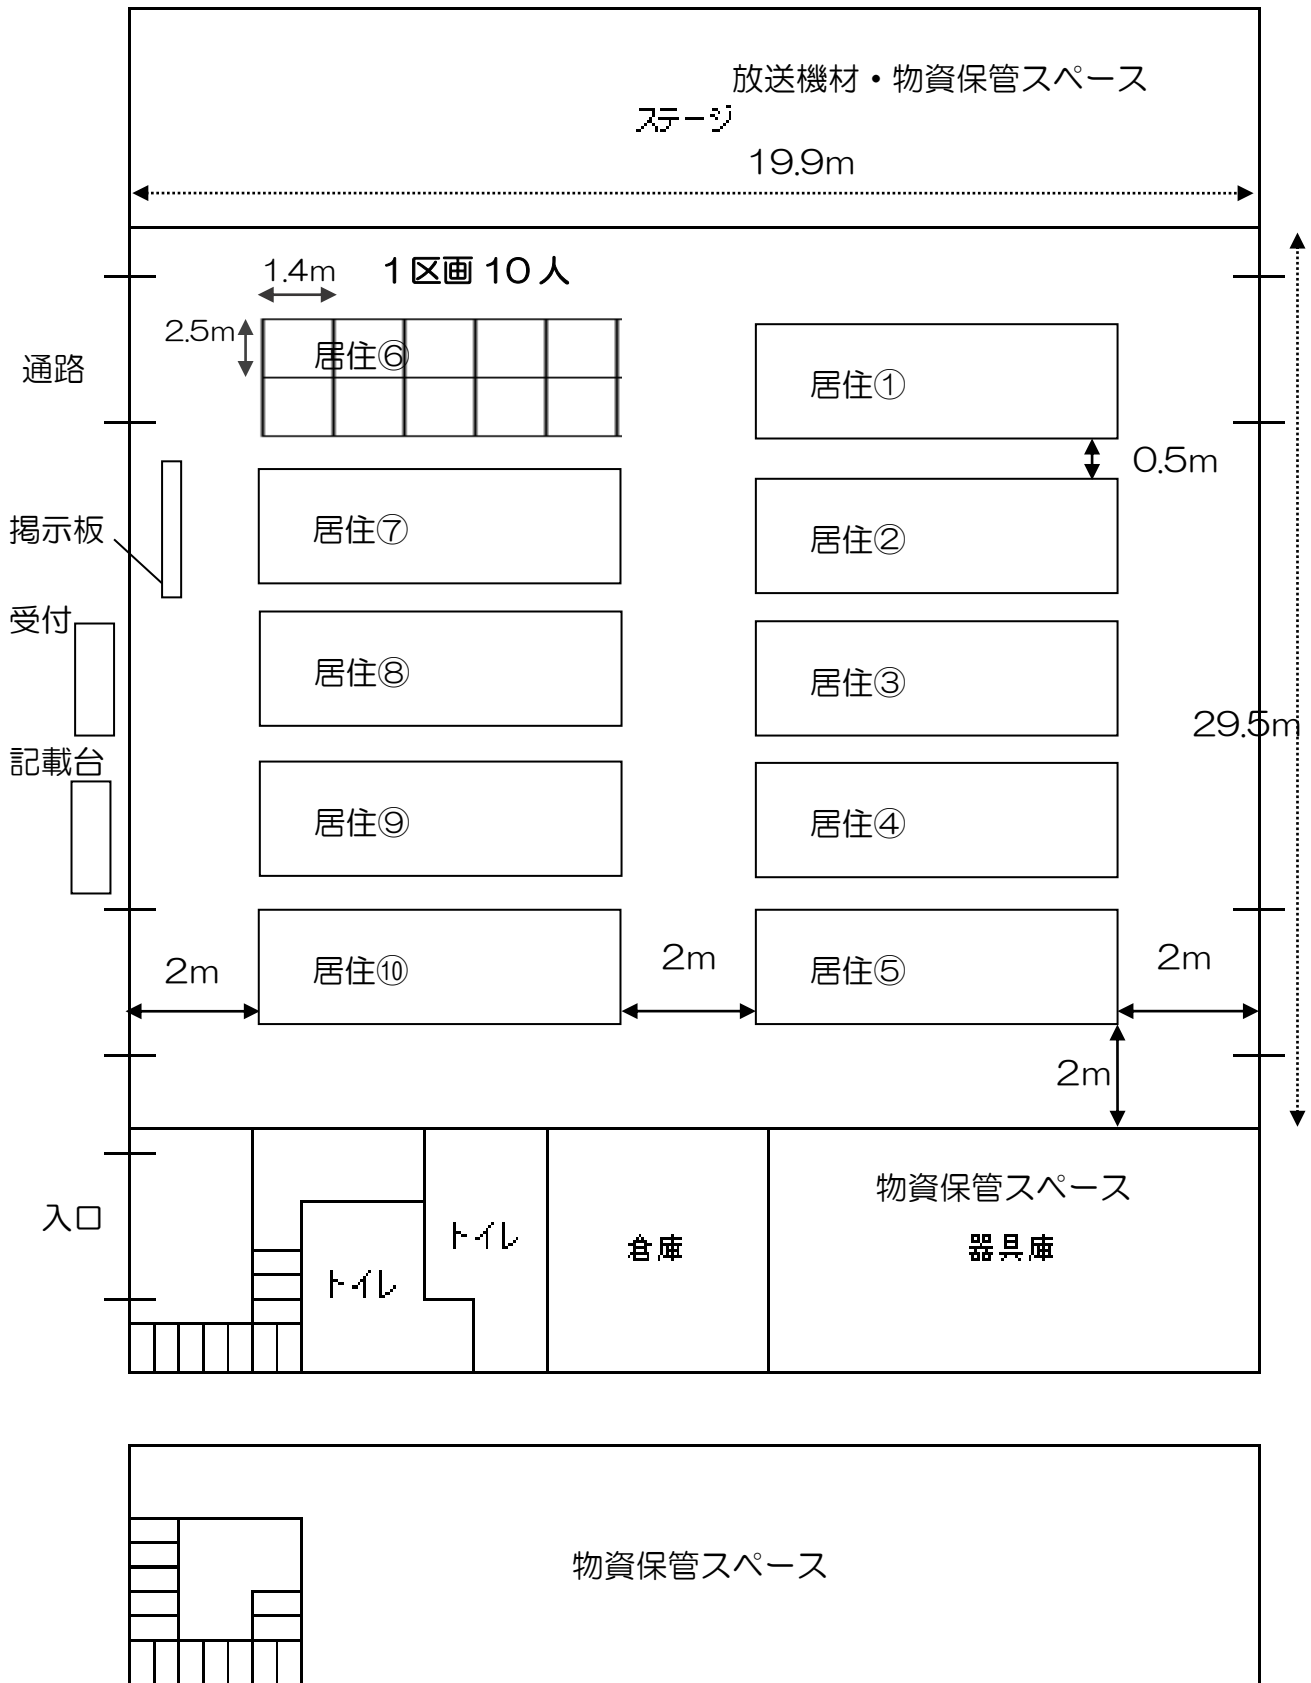 放送機材・物資保管スペース
ステージ
19.9m
1.4m
1区画10人
2.5m
居住⑥
居住①
通路
0.5m
居住⑦
居住②
掲示板
受付
居住⑧
居住③
29.5m
記載台
居住⑨
居住④
2m
居住⑩
2m
居住⑤
2m
2m
物資保管スペース
入口
トイレ
トイレ
倉庫
器具庫
物資保管スペース